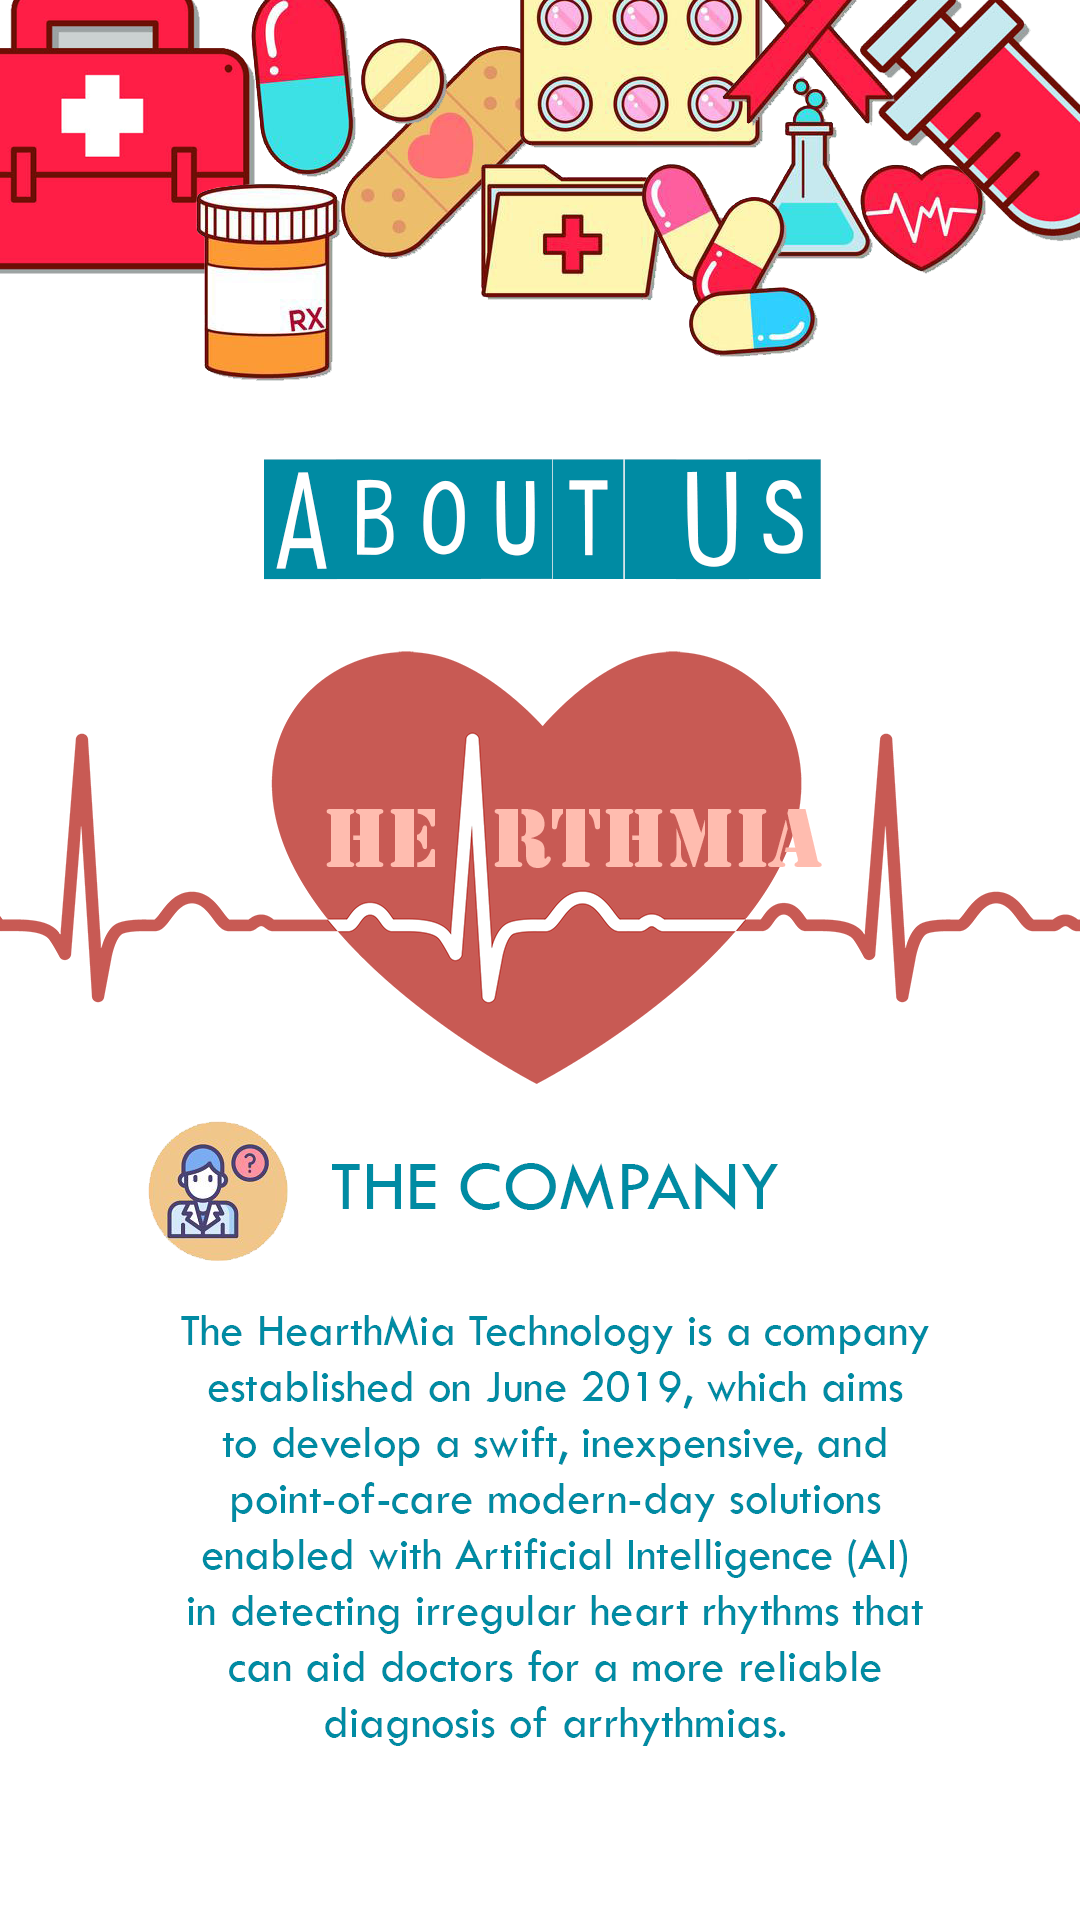 RX
ABOUT US
HE RTHMIA
?
THE COMPANY
The HearthMia Technology is a company
established on June 2019, which aims
to develop a swift, inexpensive, and
point-of-care modern-day solutions
enabled with Artificial Intelligence (AI)
in detecting irregular heart rhythms that
can aid doctors for a more reliable
diagnosis of arrhythmias.